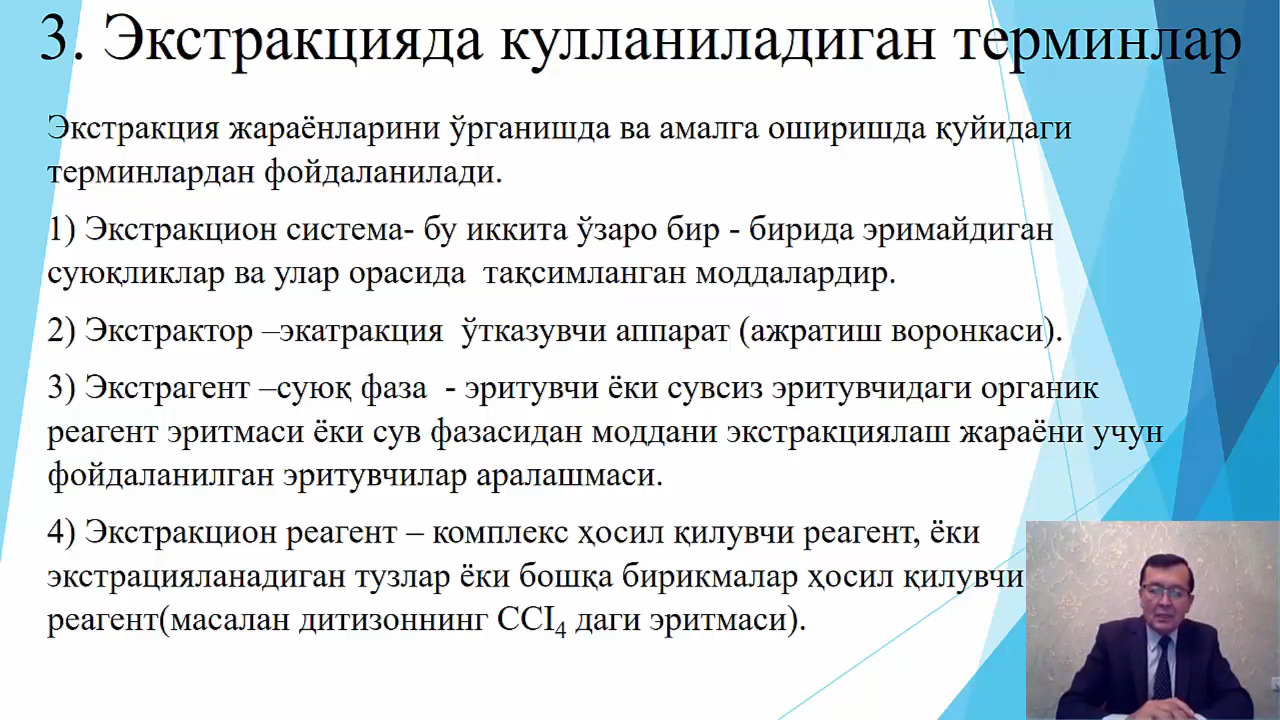 3. Экстракцияда кулланиладиган терминлар
Экстракция жараёнларини ўрганишда ва амалга оширишда қуйидаги
терминлардан фойдаланилади.
1) Экстракцион система- бу иккита ўзаро бир - бирида эримайдиган
суюқликлар ва улар орасида тақсимланган моддалардир.
2) Экстрактор –экатракция ўтказувчи аппарат (ажратиш воронкаси).
3) Экстрагент –суюқ фаза - эритувчи ёки сувсиз эритувчидаги органик
реагент эритмаси ёки сув фазасидан моддани экстракциялаш жараёни учун
фойдаланилган эритувчилар аралашмаси.
4) Экстракцион реагент – комплекс ҳосил қилувчи реагент, ёки
экстрацияланадиган тузлар ёки бошқа бирикмалар ҳосил қилувчи
реагент(масалан дитизоннинг CCI₄ даги эритмаси).